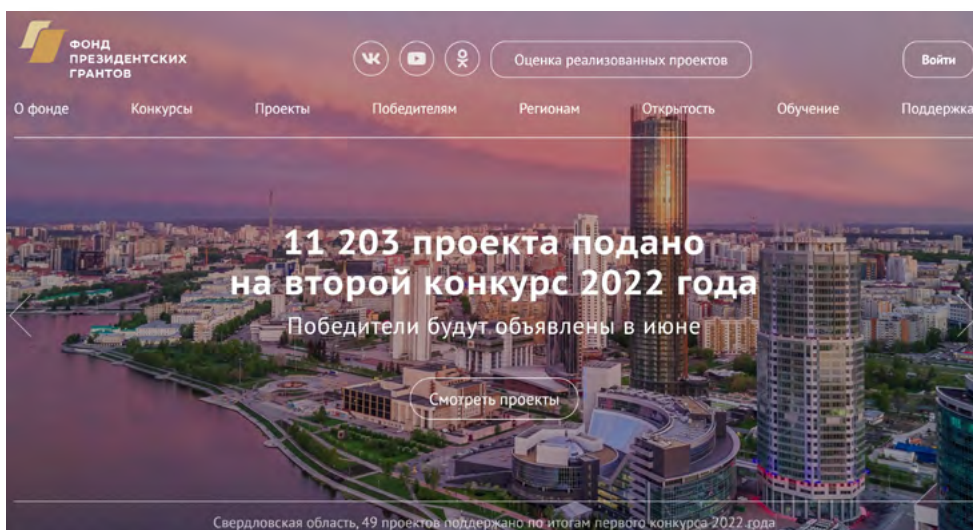 ФОНД
ПРЕЗИДЕНТСКИХ
ГРАНТОВ
Оценка реализованных проектов
Войти
О фонде Конкурсы Проекты Победителям Регионам Открытость Обучение Поддержка
11 203 проекта подано
на второй конкурс 2022 года
Победители будут объявлены в июне
Смотреть проекты
Свердловская область, 49 проектов поддержано по итогам первого конкурса 2022 года